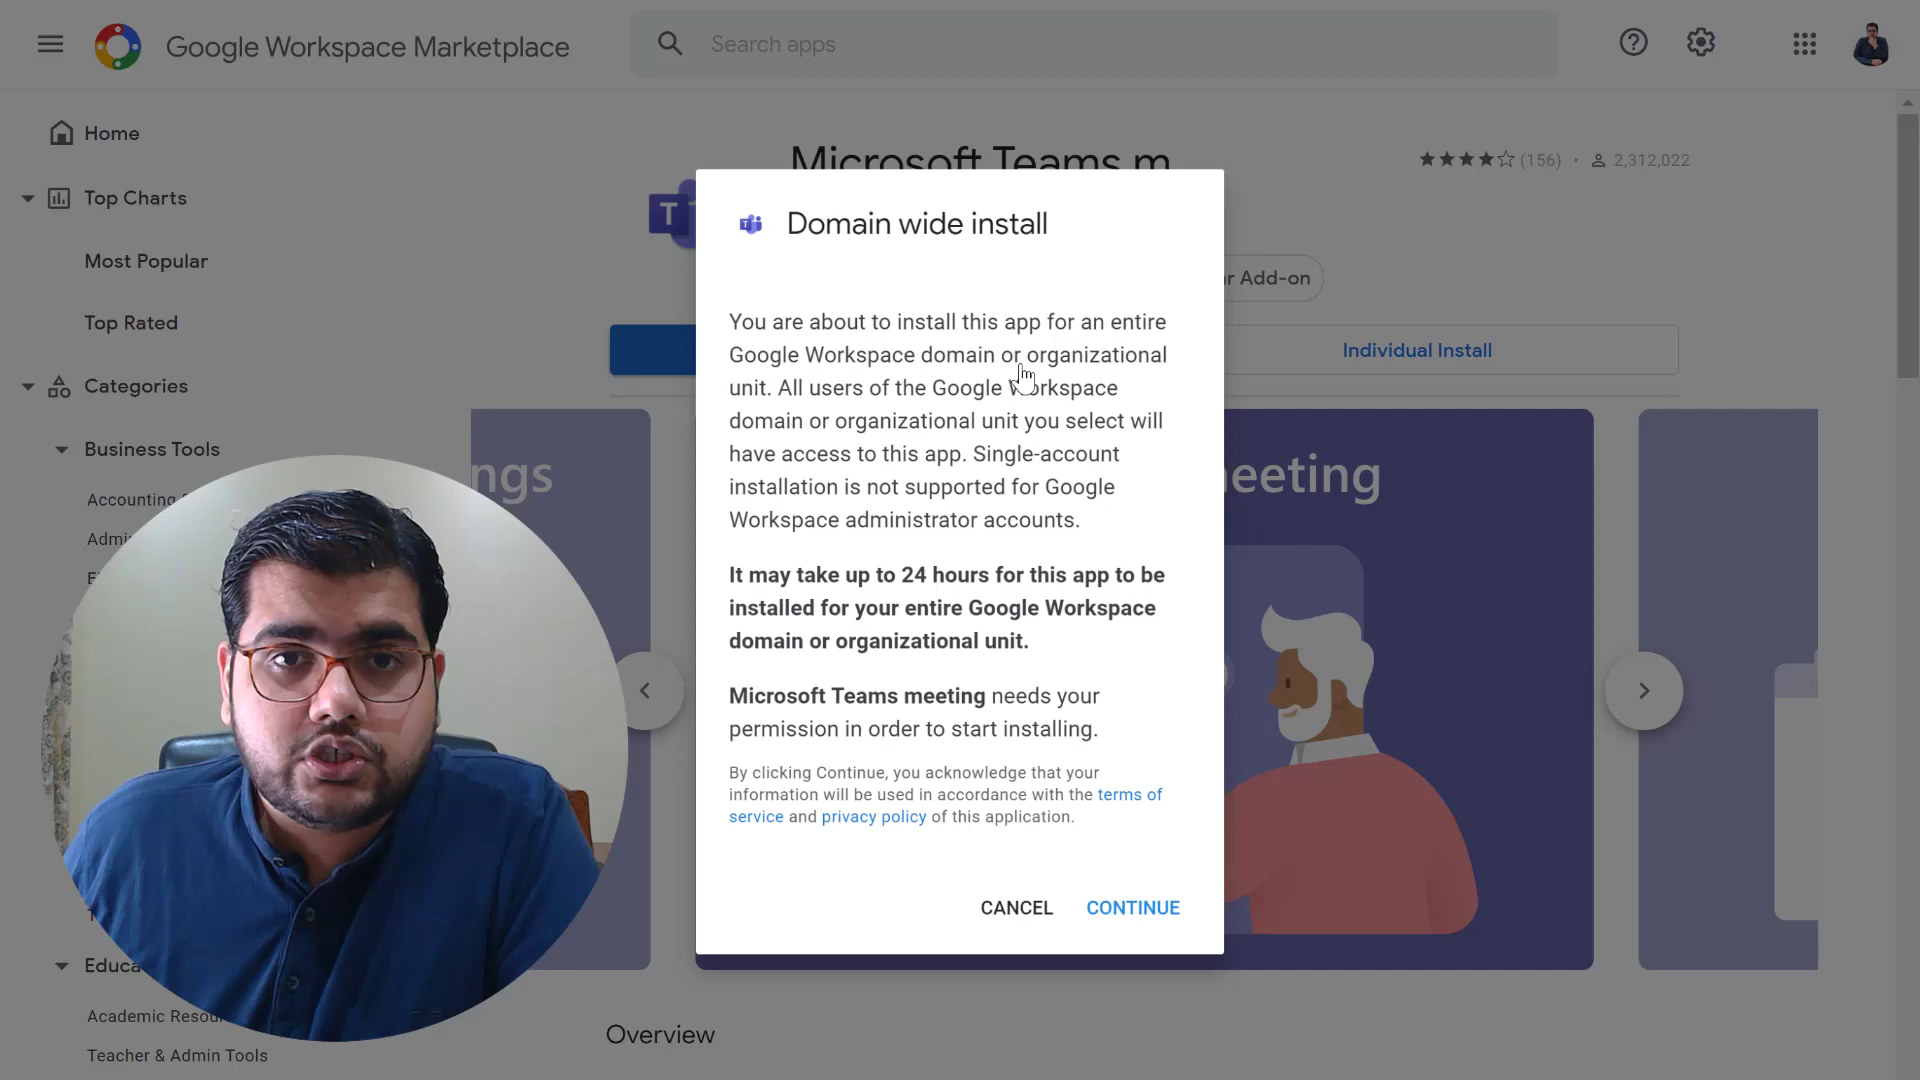 Google Workspace Marketplace
Search apps
Home
Top Charts
Most Popular
Top Rated
Categories
Business Tools
Accounting
Educa
Academic Resou
Teacher & Admin Tools
Microsoft Teams m
(156) • 2,312,022
T
r Add-on
Individual Install
ngs
eeting
Domain wide install
You are about to install this app for an entire
Google Workspace domain or organizational
unit. All users of the Google Workspace
domain or organizational unit you select will
have access to this app. Single-account
installation is not supported for Google
Workspace administrator accounts.
It may take up to 24 hours for this app to be
installed for your entire Google Workspace
domain or organizational unit.
Microsoft Teams meeting needs your
permission in order to start installing.
By clicking Continue, you acknowledge that your
information will be used in accordance with the terms of
service and privacy policy of this application.
CANCEL CONTINUE
Overview